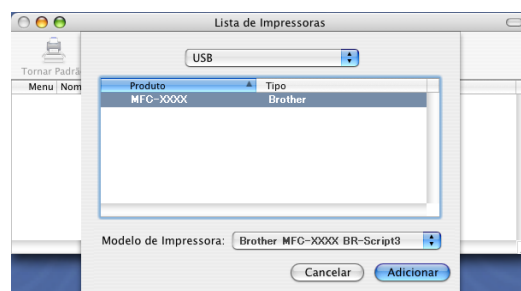 Lista de Impressoras
USB
Tornar Padrã
Menu Nom
Produto Tipo
MFC-XXXX Brother
Modelo de Impressora: Brother MFC-XXXX BR-Script3
Cancelar Adicionar